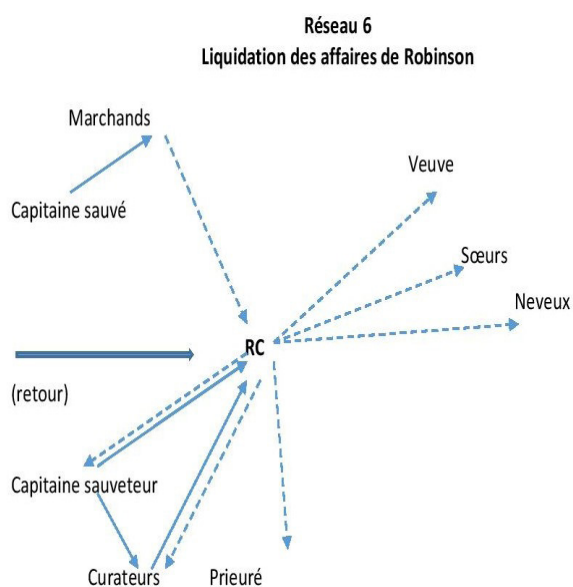 Réseau 6
Liquidation des affaires de Robinson
Marchands
Veuve
Capitaine sauvé
Sœurs
Neveux
RC
(retour)
Capitaine sauveteur
Curateurs
Prieuré